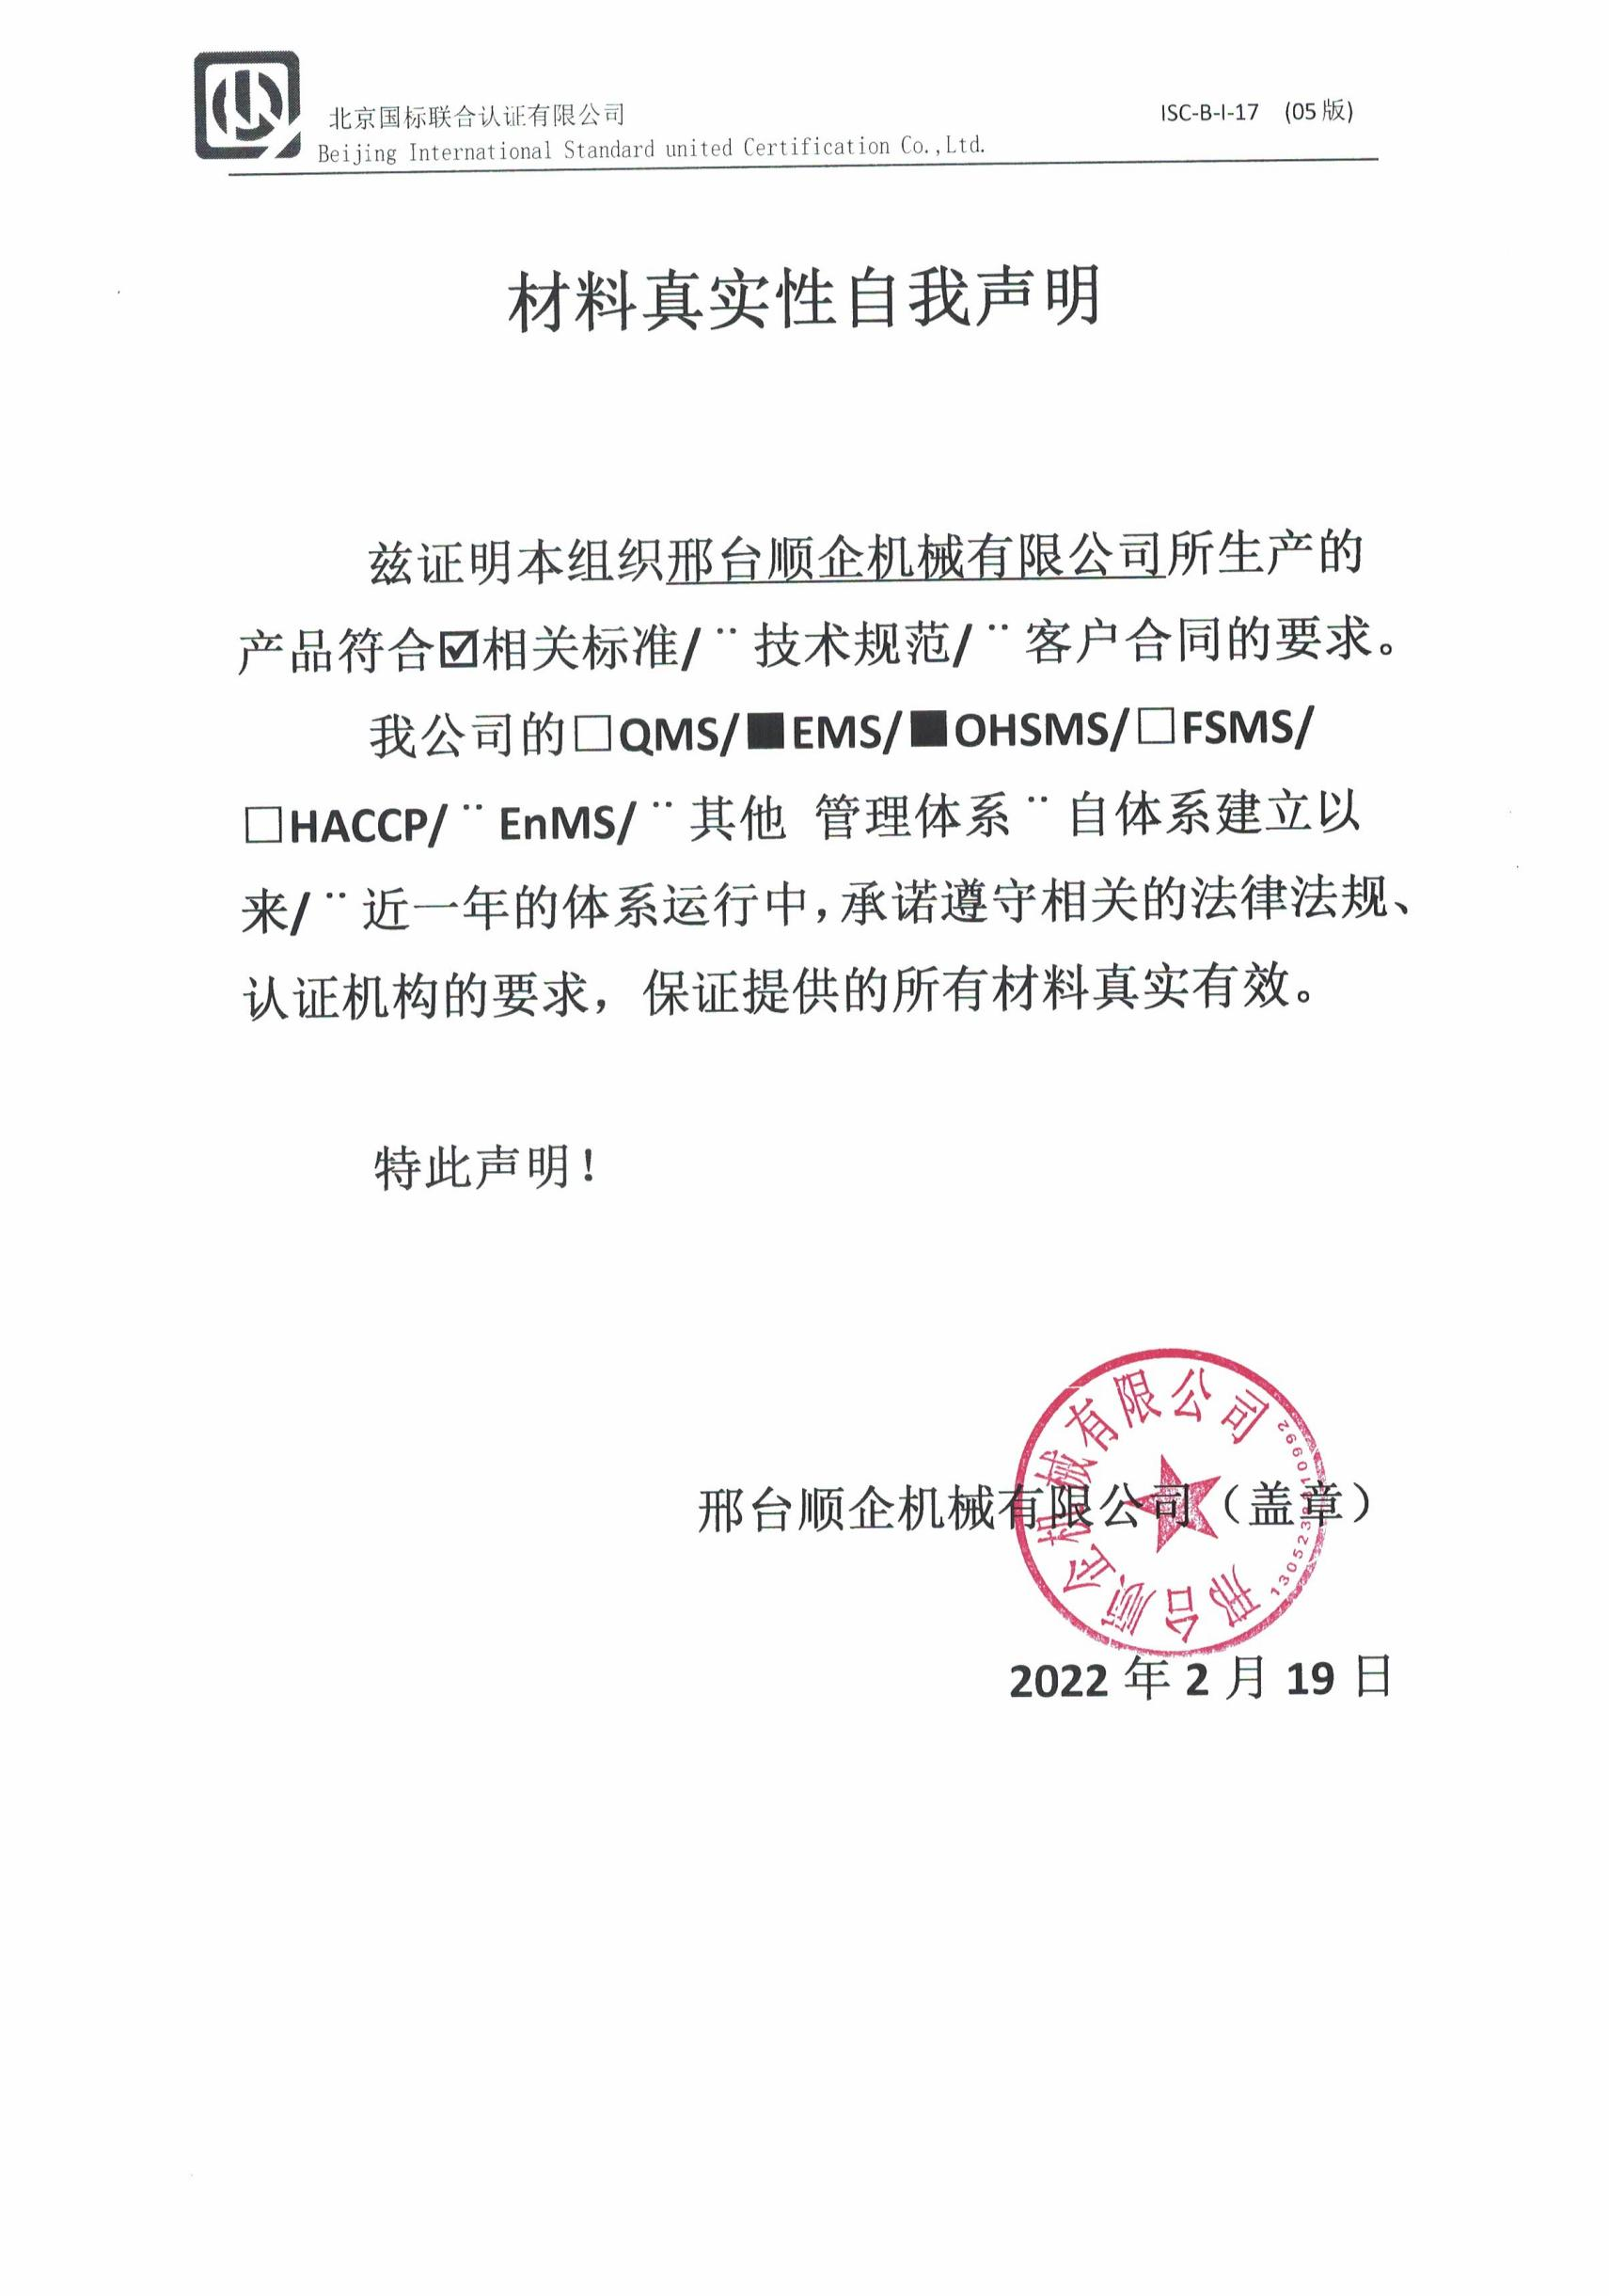 北京国标联合认证有限公司
ISC-B-I-17 (05版)
Beijing International Standard united Certification Co.,Ltd.
材料真实性自我声明
兹证明本组织邢台顺企机械有限公司所生产的
产品符合☑相关标准/¨技术规范/¨客户合同的要求。
我公司的□QMS/■EMS/■OHSMS/□FSMS/
□HACCP/¨EnMS/¨其他 管理体系¨自体系建立以
来/¨近一年的体系运行中,承诺遵守相关的法律法规、
认证机构的要求，保证提供的所有材料真实有效。
特此声明！
邢台顺企机械有限公司（盖章）
邢台顺企机械有限公司
2022 年 2 月 19 日